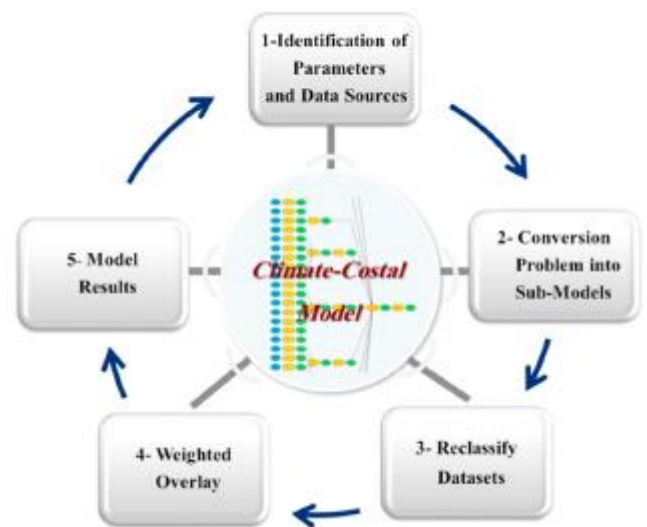 1-Identification of
Parameters
and Data Sources
2- Conversion
Problem into
Sub-Models
3- Reclassify
Datasets
4- Weighted
Overlay
5- Model
Results
Climate-Costal
Model